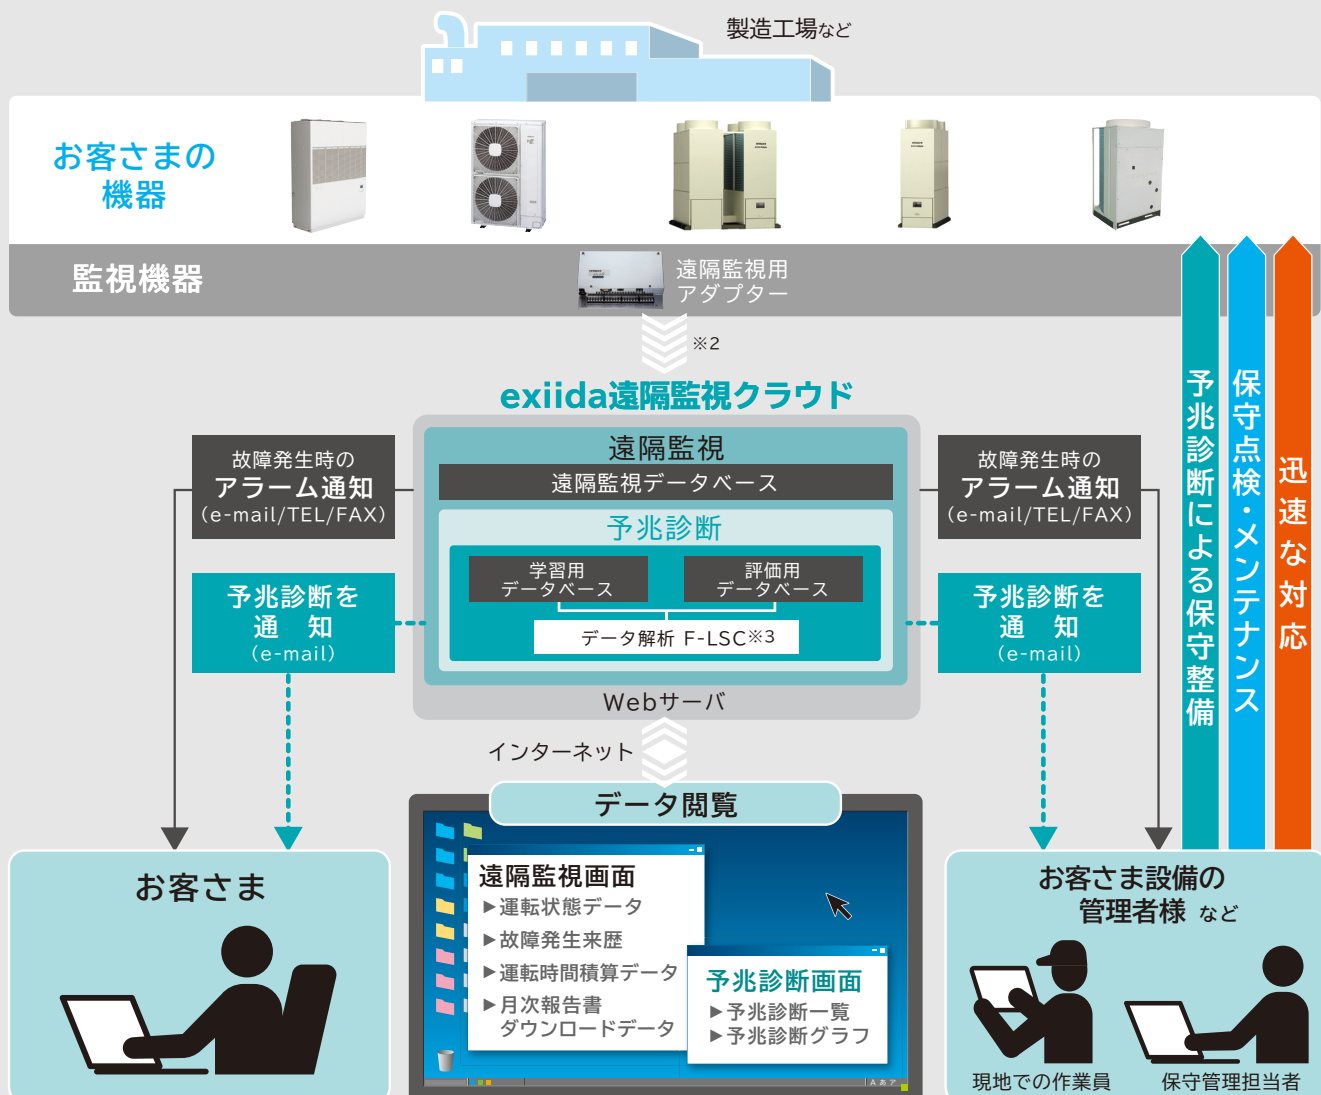 製造工場など
お客さまの
機器
監視機器
遠隔監視用
アダプター
※2
exiida遠隔監視クラウド
遠隔監視
遠隔監視データベース
予兆診断
学習用
データベース
評価用
データベース
データ解析 F-LSC※3
Webサーバ
故障発生時の
アラーム通知
(e-mail/TEL/FAX)
予兆診断を
通 知
(e-mail)
故障発生時の
アラーム通知
(e-mail/TEL/FAX)
予兆診断を
通 知
(e-mail)
予兆診断による保守整備
保守点検・メンテナンス
迅速な対応
インターネット
データ閲覧
遠隔監視画面
▶運転状態データ
▶故障発生来歴
▶運転時間積算データ
▶月次報告書
ダウンロードデータ
予兆診断画面
▶予兆診断一覧
▶予兆診断グラフ
A あ ア
お客さま
お客さま設備の
管理者様 など
現地での作業員
保守管理担当者